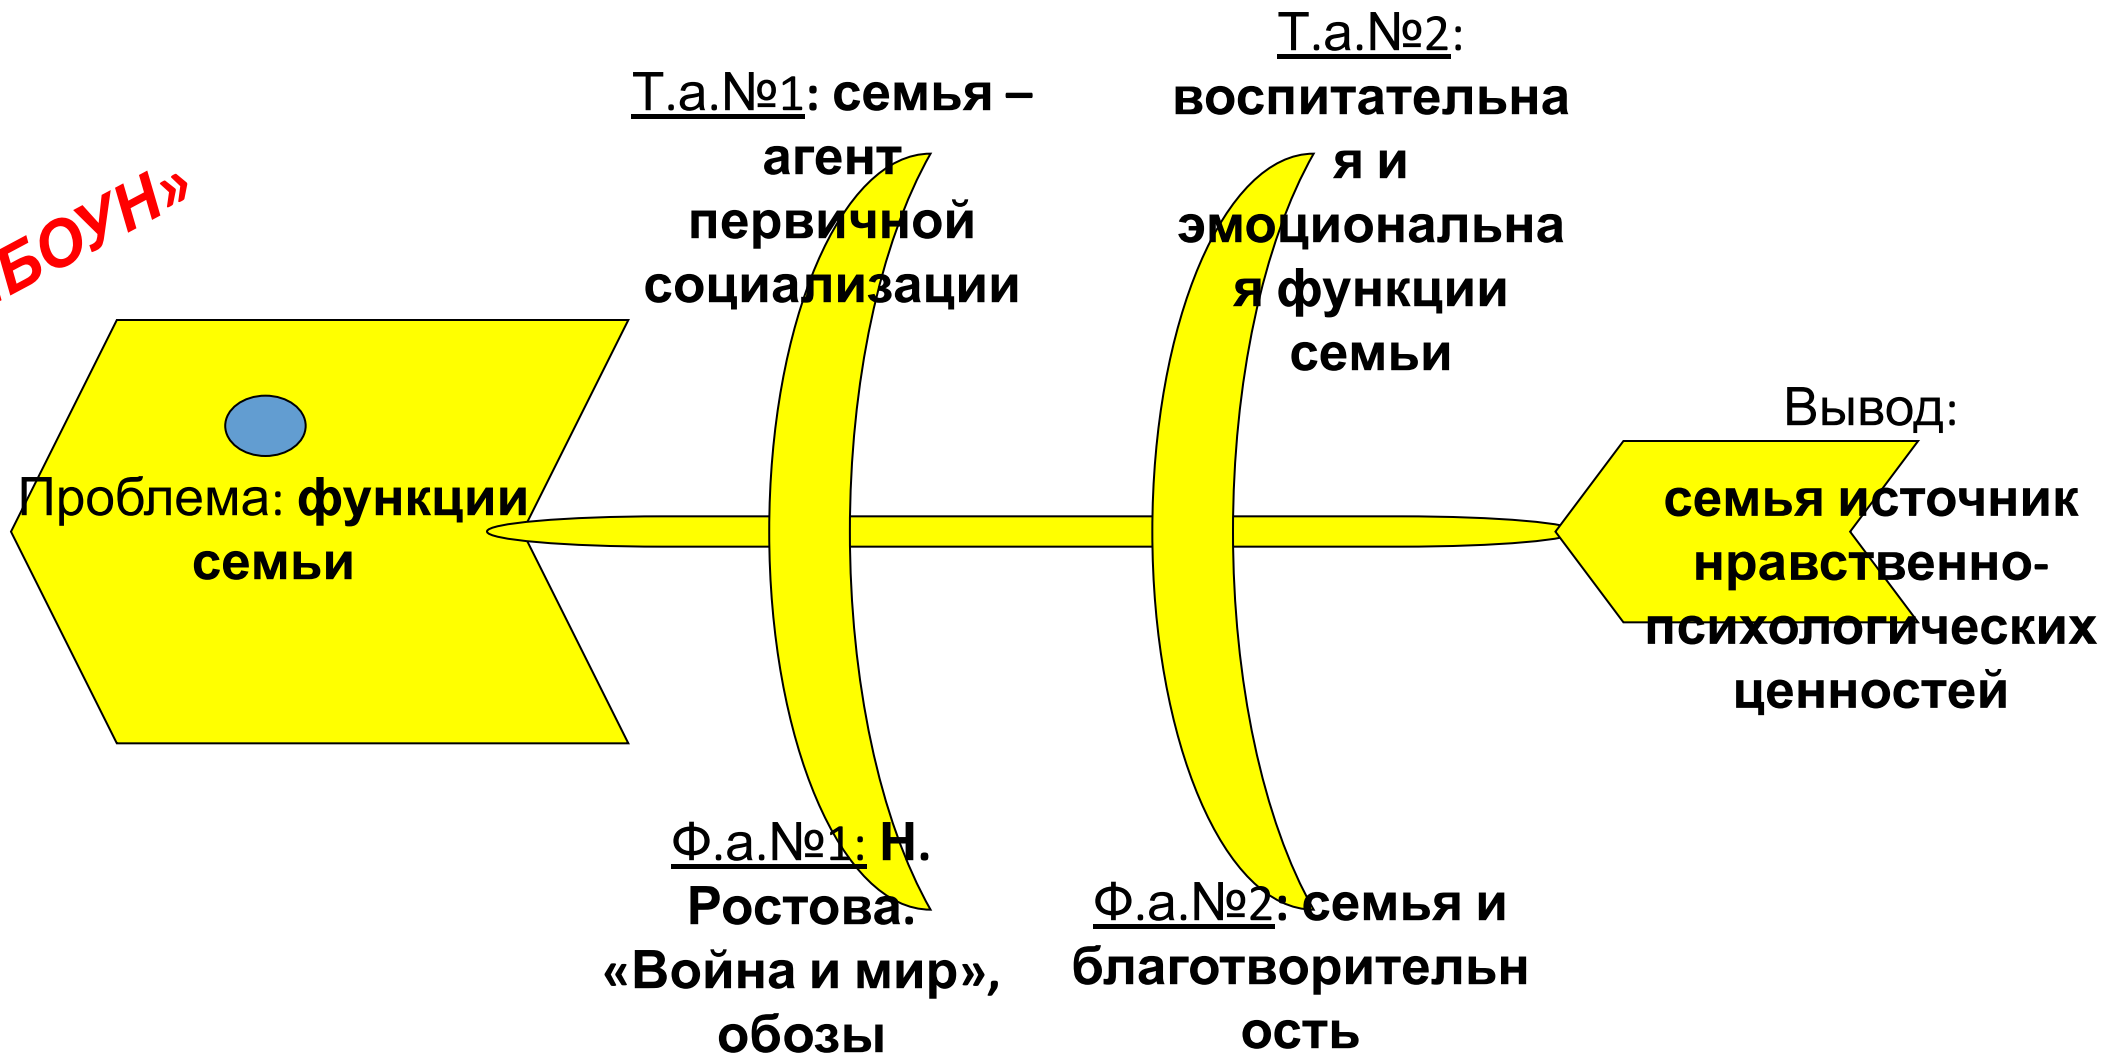 БОУН»
Т.а.№1: семья –
агент
первичной
социализации
Т.а.№2:
воспитательна
я и
эмоциональна
я функции
семьи
Проблема: функции
семьи
Вывод:
семья источник
нравственно-
психологических
ценностей
Ф.а.№1: Н.
Ростова.
«Война и мир»,
обозы
Ф.а.№2: семья и
благотворительн
ость